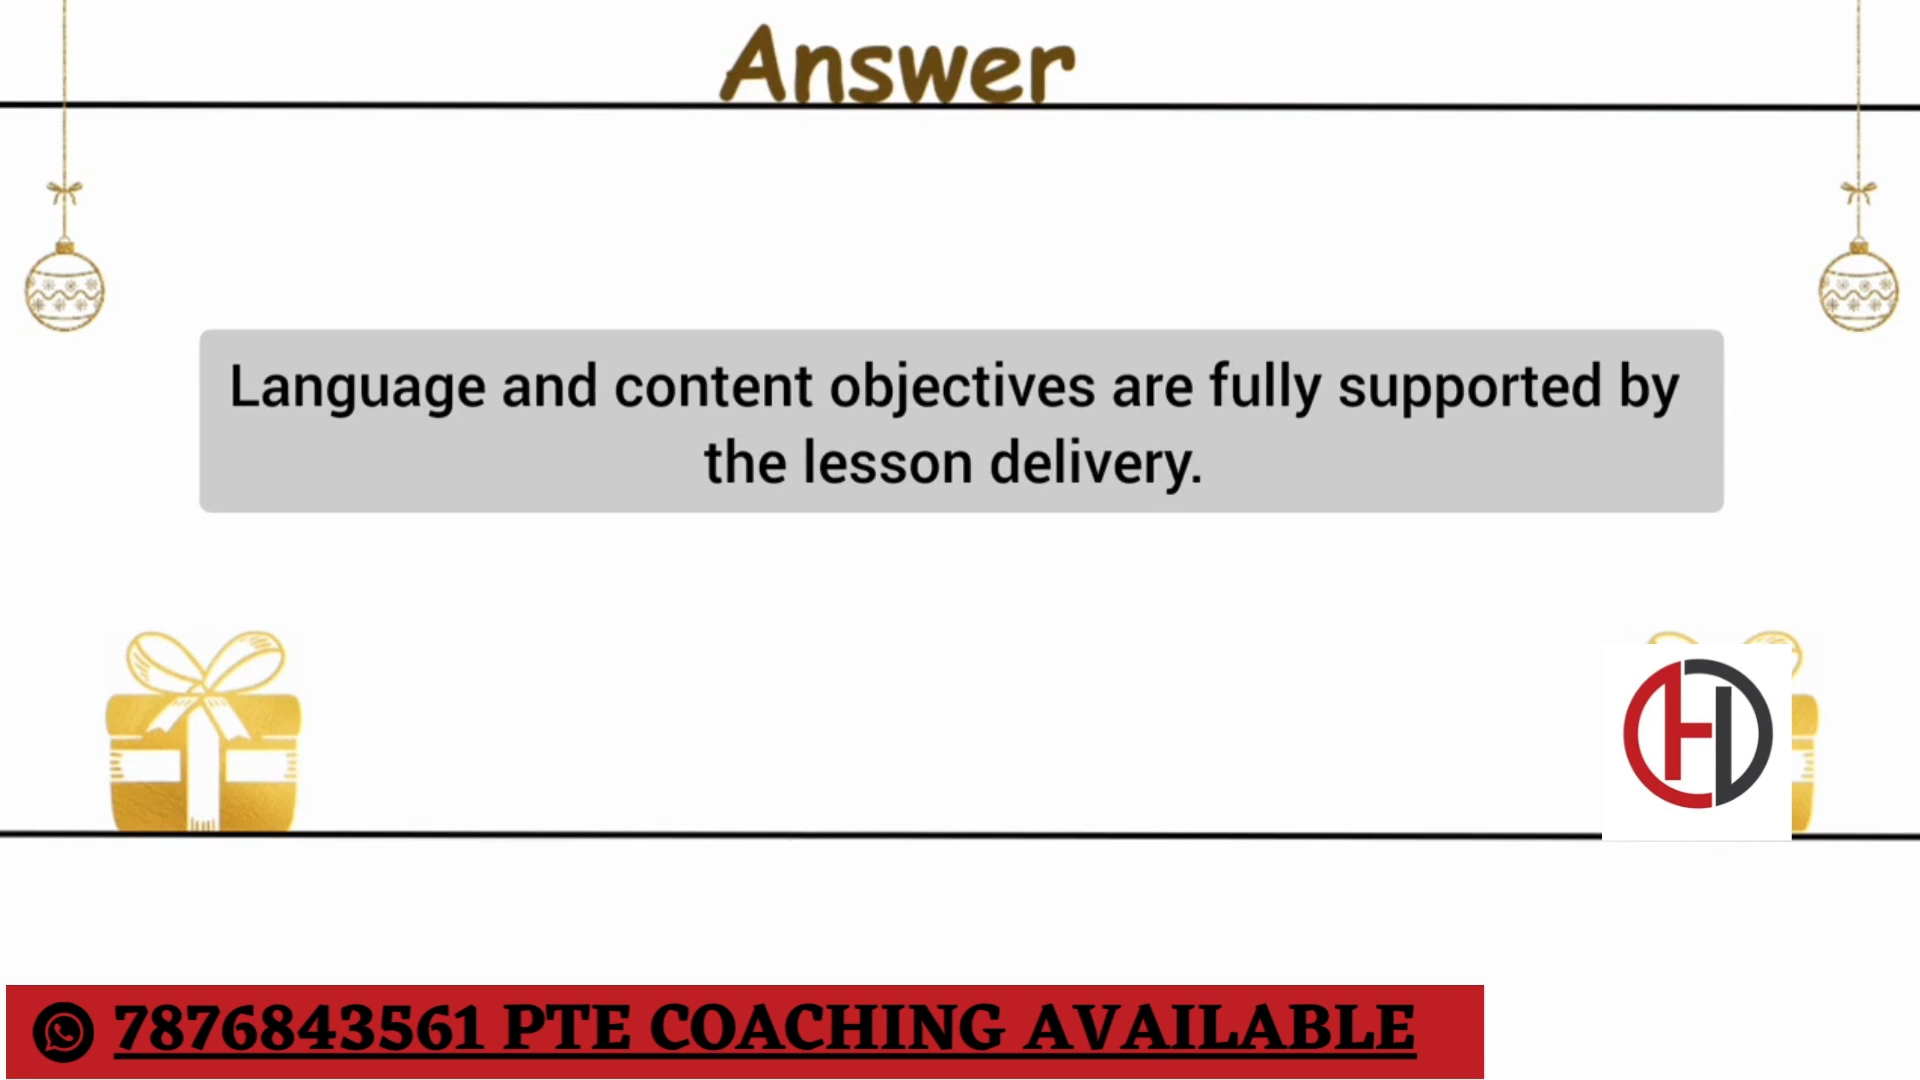 Answer
Language and content objectives are fully supported by
the lesson delivery.
7876843561 PTE COACHING AVAILABLE